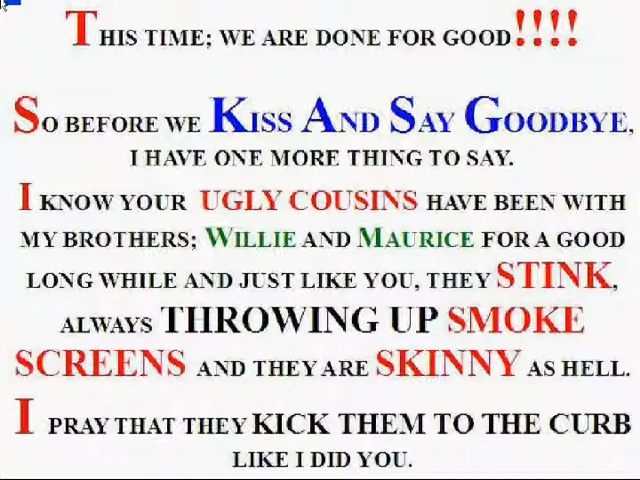 THIS TIME; WE ARE DONE FOR GOOD!!!!
SO BEFORE WE KISS AND SAY GOODBYE,
I HAVE ONE MORE THING TO SAY.
I KNOW YOUR UGLY COUSINS HAVE BEEN WITH
MY BROTHERS; WILLIE AND MAURICE FOR A GOOD
LONG WHILE AND JUST LIKE YOU, THEY STINK,
ALWAYS THROWING UP SMOKE
SCREENS AND THEY ARE SKINNY AS HELL.
I PRAY THAT THEY KICK THEM TO THE CURB
LIKE I DID YOU.